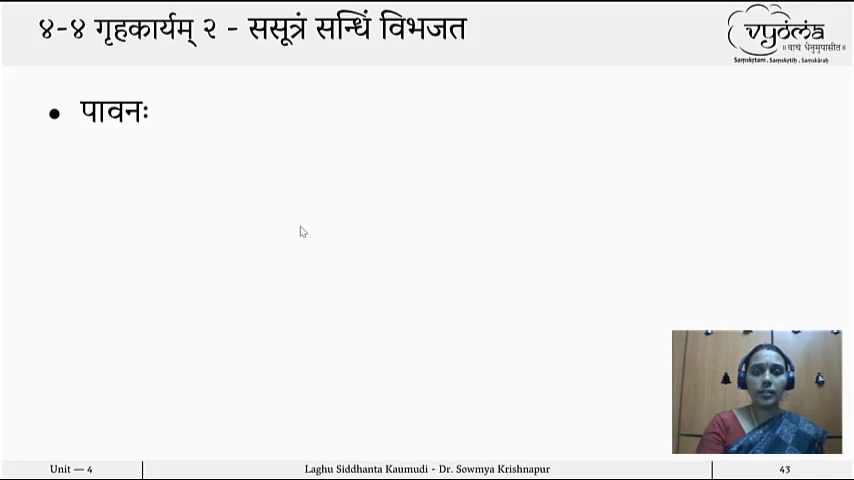 ४-४ गृहकार्यम् २ - ससूत्रं सन्धिं विभजत
vyoma
॥ वाचं धेनुमुपासीत ॥
Saṃskṛtam . Saṃskṛtiḥ . Saṃskāraḥ
• पावनः
Unit — 4
Laghu Siddhanta Kaumudi - Dr. Sowmya Krishnapur
43